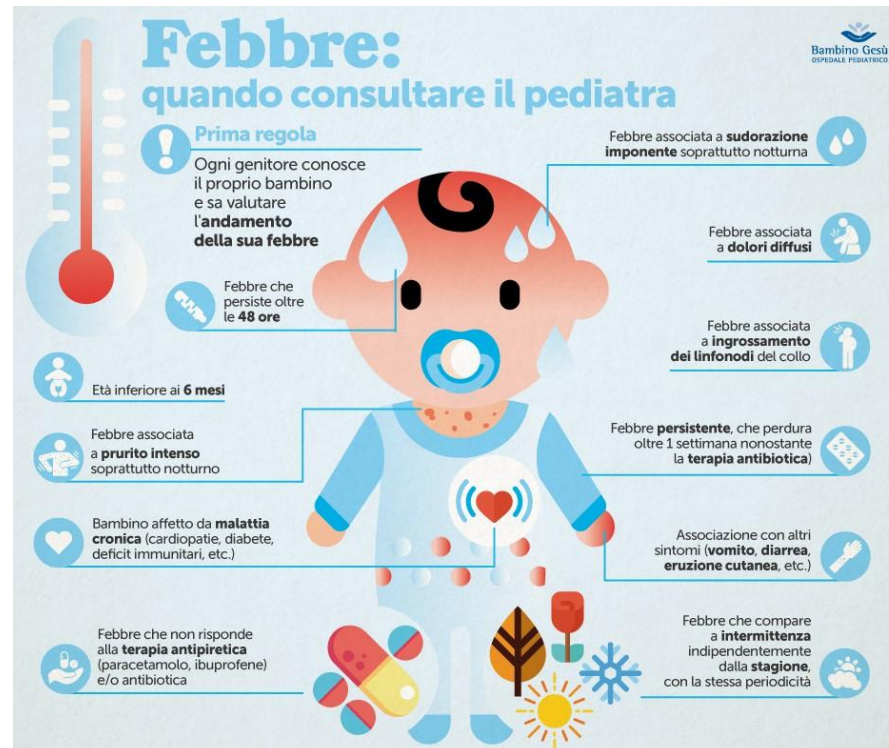 Febbre:
quando consultare il pediatra
Bambino Gesù
OSPEDALE PEDIATRICO
Prima regola
Ogni genitore conosce
il proprio bambino
e sa valutare
l'andamento
della sua febbre
Febbre che
persiste oltre
le 48 ore
Età inferiore ai 6 mesi
Febbre associata
a prurito intenso
soprattutto notturno
Bambino affetto da malattia
cronica (cardiopatie, diabete,
deficit immunitari, etc.)
Febbre che non risponde
alla terapia antipiretica
(paracetamolo, ibuprofene)
e/o antibiotica
Febbre associata a sudorazione
imponente soprattutto notturna
Febbre associata
a dolori diffusi
Febbre associata
a ingrossamento
dei linfonodi del collo
Febbre persistente, che perdura
oltre 1 settimana nonostante
la terapia antibiotica)
Associazione con altri
sintomi (vomito, diarrea,
eruzione cutanea, etc.)
Febbre che compare
a intermittenza
indipendentemente
dalla stagione,
con la stessa periodicità